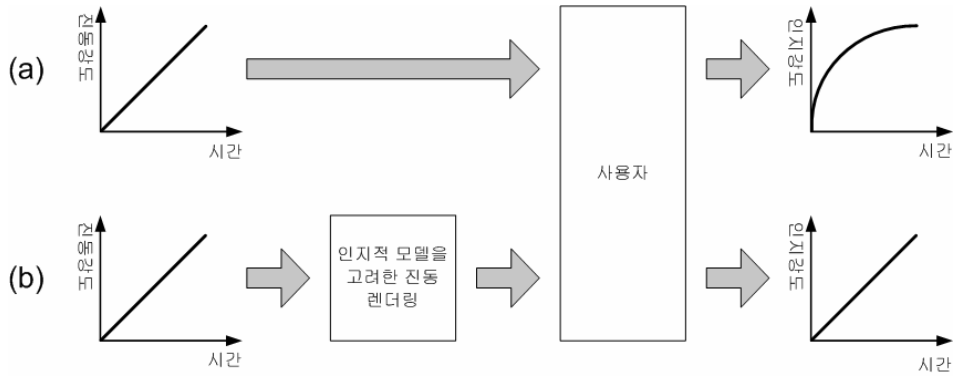 (a)
진동강도
시간
사용자
인지강도
시간
(b)
진동강도
시간
인지적 모델을
고려한 진동
렌더링
인지강도
시간